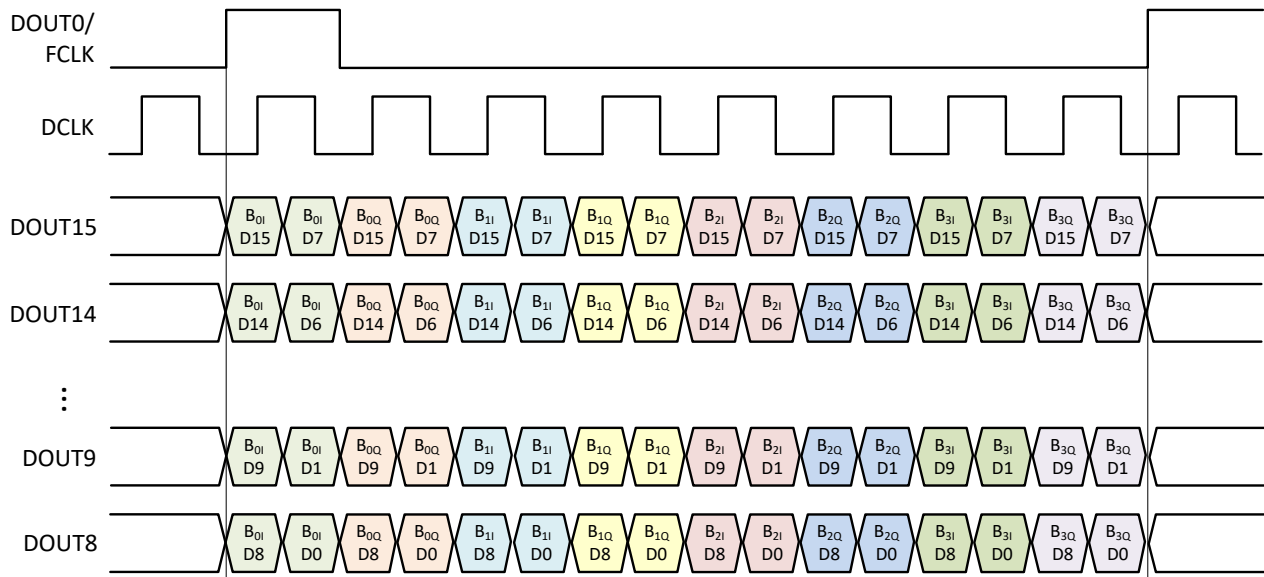 DOUT0/
FCLK
DCLK
DOUT15
B0I B0I B0Q B0Q B1I B1I B1Q B1Q B2I B2I B2Q B2Q B3I B3I B3Q B3Q
D15 D7 D15 D7 D15 D7 D15 D7 D15 D7 D15 D7 D15 D7 D15 D7
DOUT14
B0I B0I B0Q B0Q B1I B1I B1Q B1Q B2I B2I B2Q B2Q B3I B3I B3Q B3Q
D14 D6 D14 D6 D14 D6 D14 D6 D14 D6 D14 D6 D14 D6 D14 D6
⋮
DOUT9
B0I B0I B0Q B0Q B1I B1I B1Q B1Q B2I B2I B2Q B2Q B3I B3I B3Q B3Q
D9 D1 D9 D1 D9 D1 D9 D1 D9 D1 D9 D1 D9 D1 D9 D1
DOUT8
B0I B0I B0Q B0Q B1I B1I B1Q B1Q B2I B2I B2Q B2Q B3I B3I B3Q B3Q
D8 D0 D8 D0 D8 D0 D8 D0 D8 D0 D8 D0 D8 D0 D8 D0